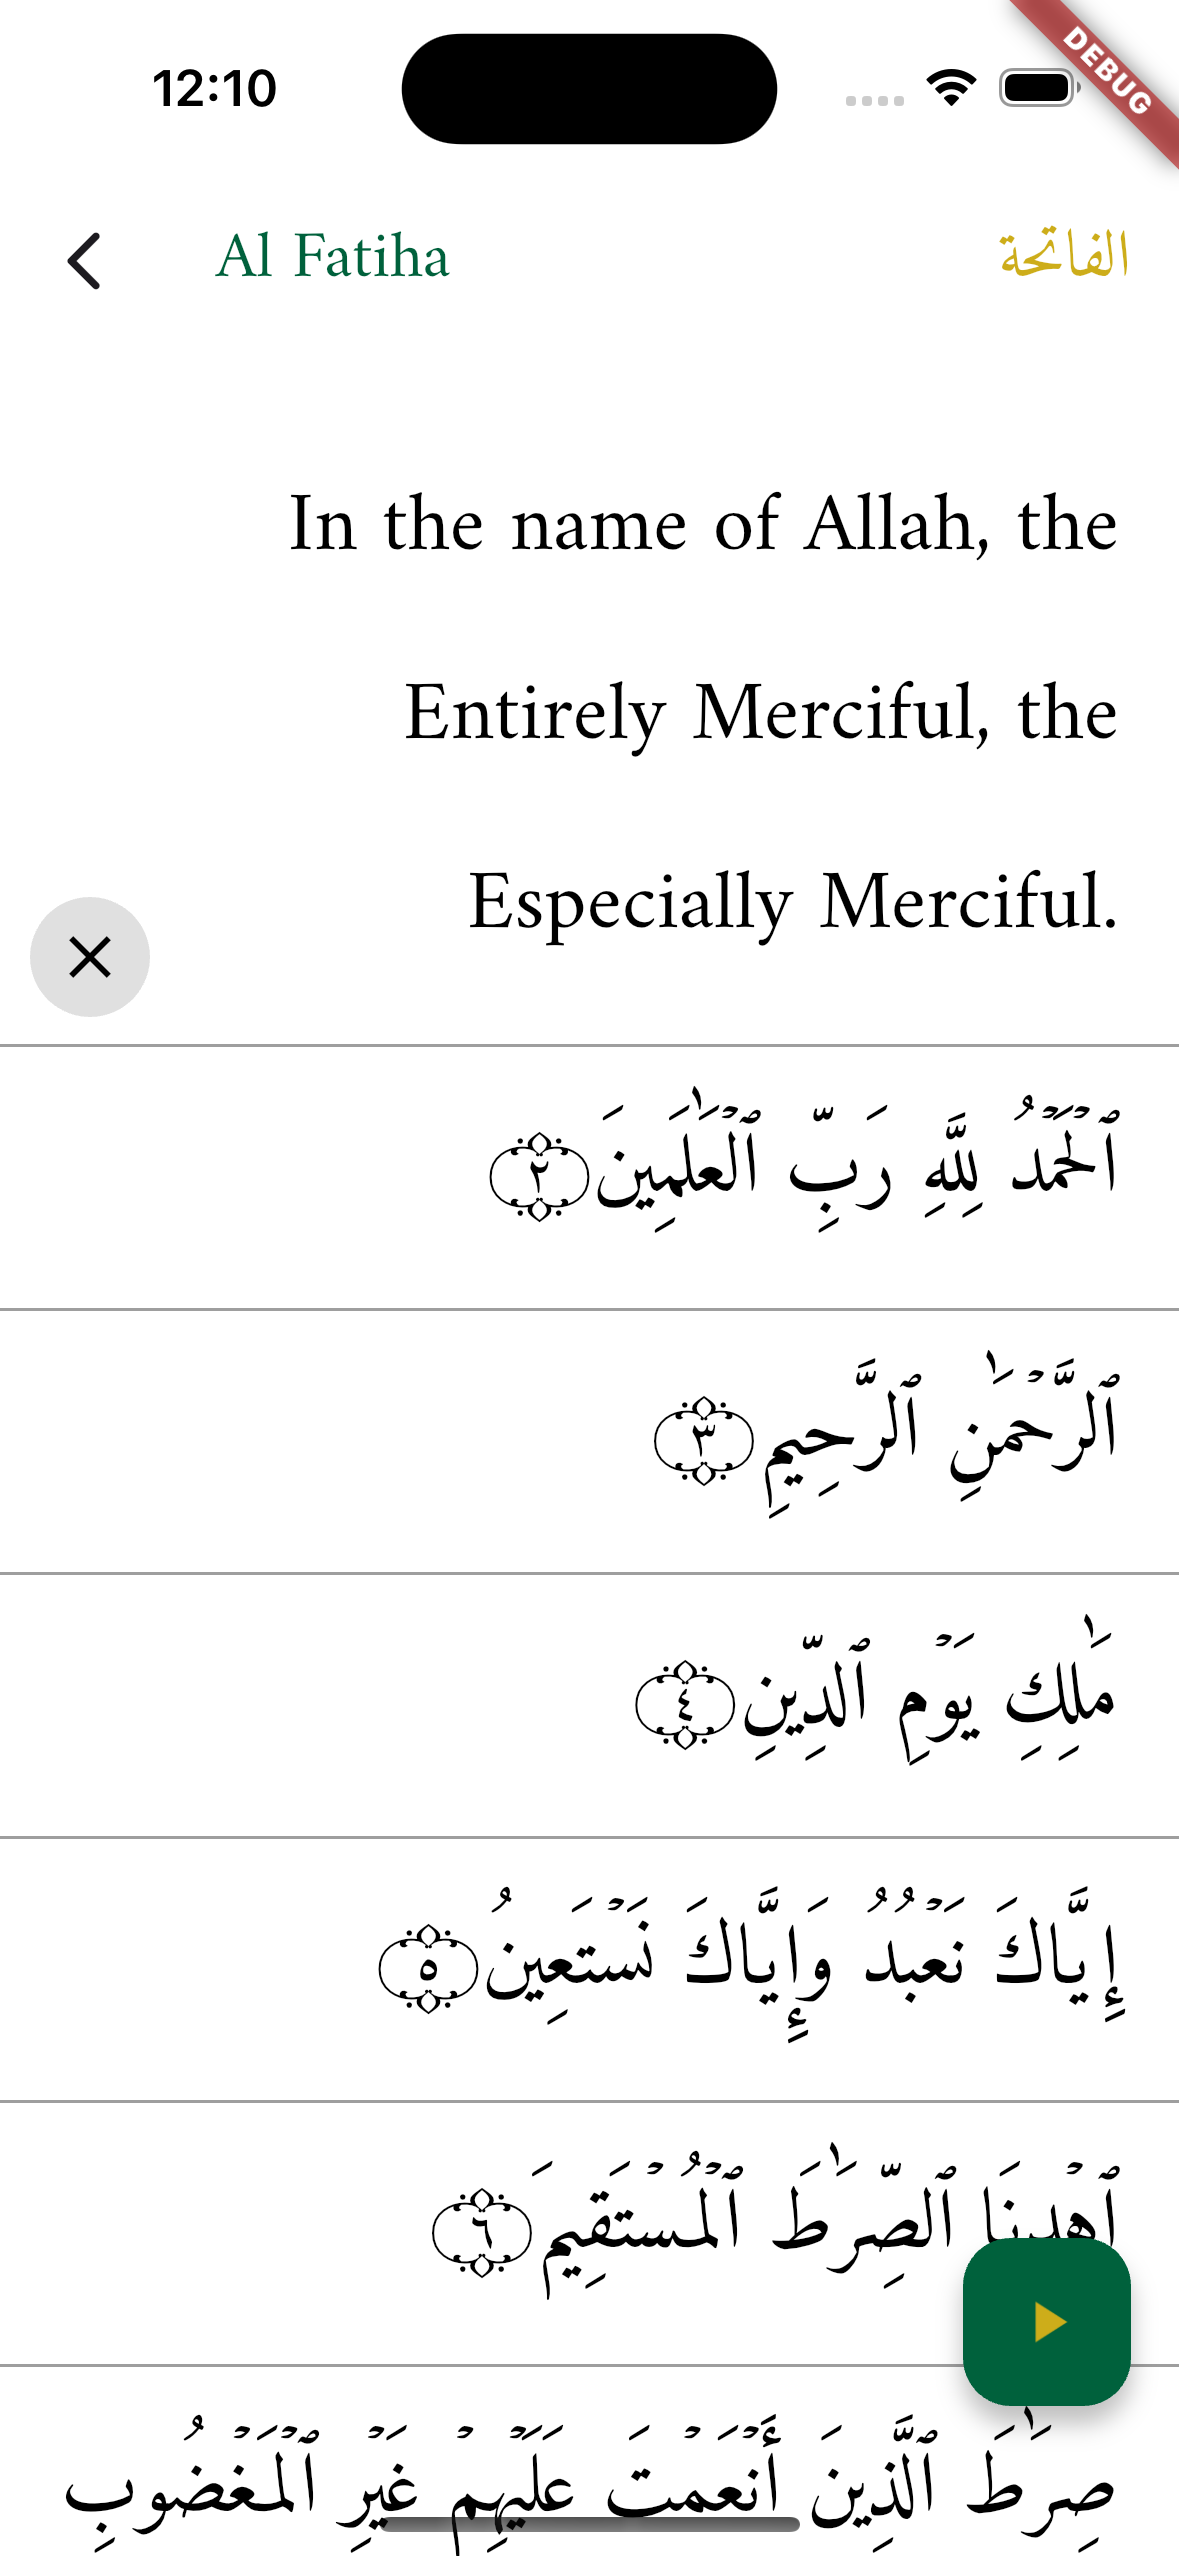 12:10
DEBUG
Al Fatiha
الفاتحة
In the name of Allah, the
Entirely Merciful, the
Especially Merciful.
ٱلْحَمْدُ لِلَّهِ رَبِّ ٱلْعَـٰلَمِينَ ٢
ٱلرَّحْمَـٰنِ ٱلرَّحِيمِ ٣
مَـٰلِكِ يَوْمِ ٱلدِّينِ ٤
إِيَّاكَ نَعْبُدُ وَإِيَّاكَ نَسْتَعِينُ ٥
ٱهْدِنَا ٱلصِّرَٰطَ ٱلْمُسْتَقِيمَ ٦
صِرَٰطَ ٱلَّذِينَ أَنْعَمْتَ عَلَيْهِمْ غَيْرِ ٱلْمَغْضُوبِ